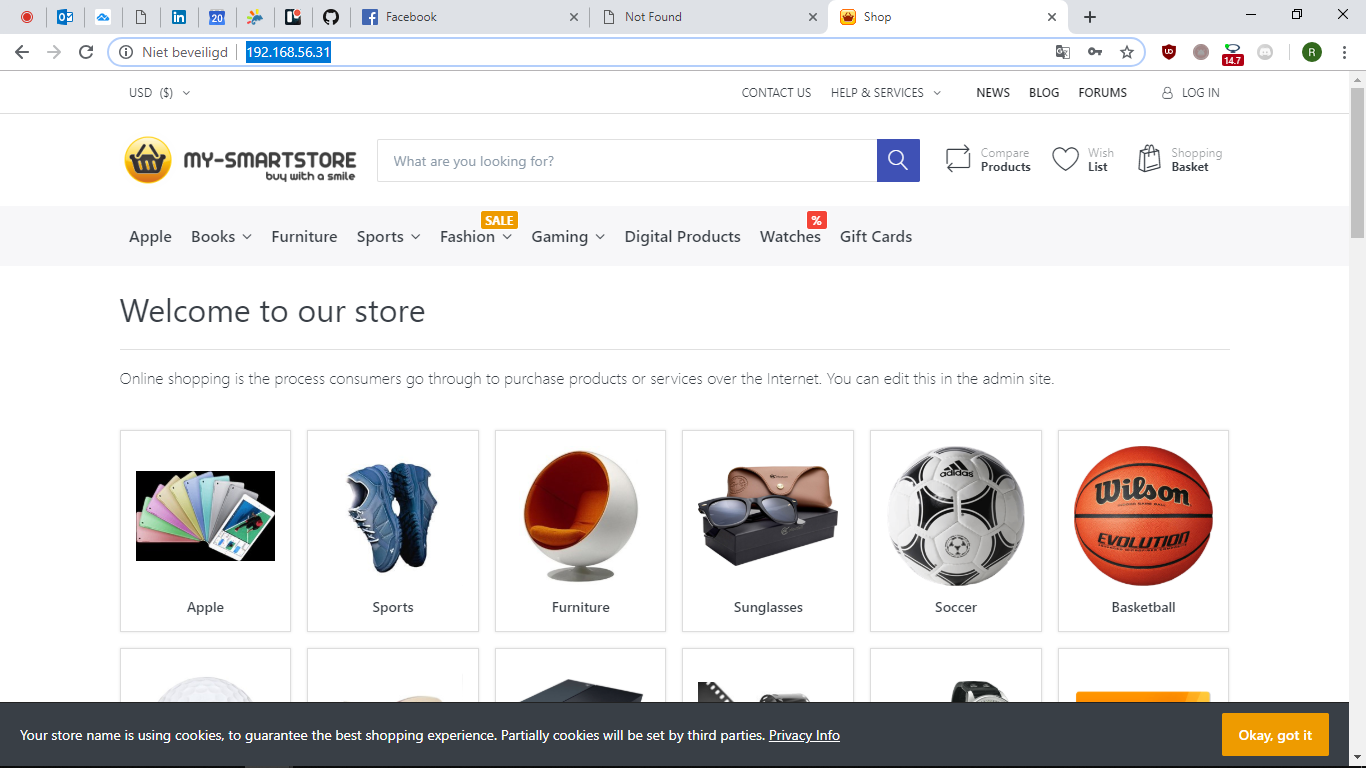 20
Facebook
Not Found
Shop
Niet beveiligd
192.168.56.31
14.7
R
USD ($)
CONTACT US
HELP & SERVICES
NEWS
BLOG
FORUMS
LOG IN
MY-SMARTSTORE
buy with a smile
What are you looking for?
Compare
Products
Wish
List
Shopping
Basket
SALE
%
Apple
Books
Furniture
Sports
Fashion
Gaming
Digital Products
Watches
Gift Cards
Welcome to our store
Online shopping is the process consumers go through to purchase products or services over the Internet. You can edit this in the admin site.
adidas
Wilson
EVOLUTION
Apple
Sports
Furniture
Sunglasses
Soccer
Basketball
Your store name is using cookies, to guarantee the best shopping experience. Partially cookies will be set by third parties. Privacy Info
Okay, got it